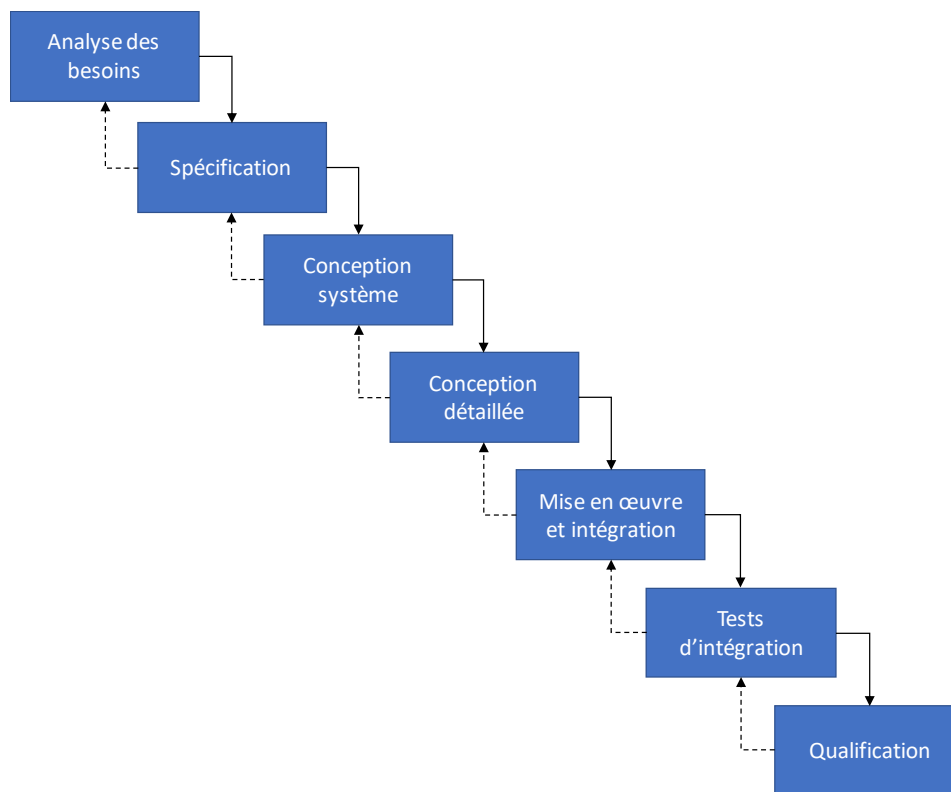 Analyse des
besoins
Spécification
Conception
système
Conception
détaillée
Mise en œuvre
et intégration
Tests
d’intégration
Qualification